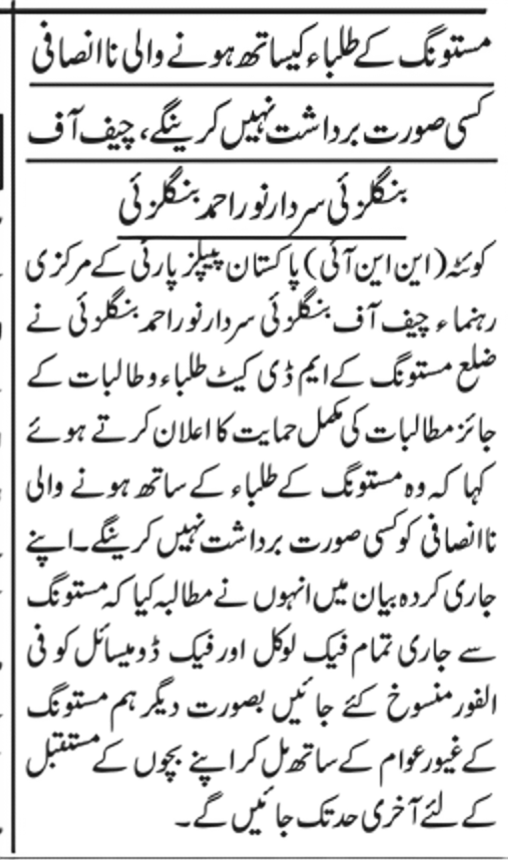 مستونگ کے طلباء کیساتھ ہونے والی ناانصافی
کسی صورت برداشت نہیں کرینگے، چیف آف
بنگلزئی سردار نور احمد بنگلزئی
کوئٹہ (این این آئی) پاکستان پیپلز پارٹی کے مرکزی
رہنماء چیف آف بنگلزئی سردار نور احمد بنگلزئی نے
ضلع مستونگ کے ایم ڈی کیٹ طلباء و طالبات کے
جائز مطالبات کی مکمل حمایت کا اعلان کرتے ہوئے
کہا کہ وہ مستونگ کے طلباء کے ساتھ ہونے والی
ناانصافی کو کسی صورت برداشت نہیں کرینگے۔ اپنے
جاری کردہ بیان میں انہوں نے مطالبہ کیا کہ مستونگ
سے جاری تمام فیک لوکل اور فیک ڈومیسائل کو فی
الفور منسوخ کئے جائیں بصورت دیگر ہم مستونگ
کے غیور عوام کے ساتھ مل کر اپنے بچوں کے مستقبل
کے لئے آخری حد تک جائیں گے۔